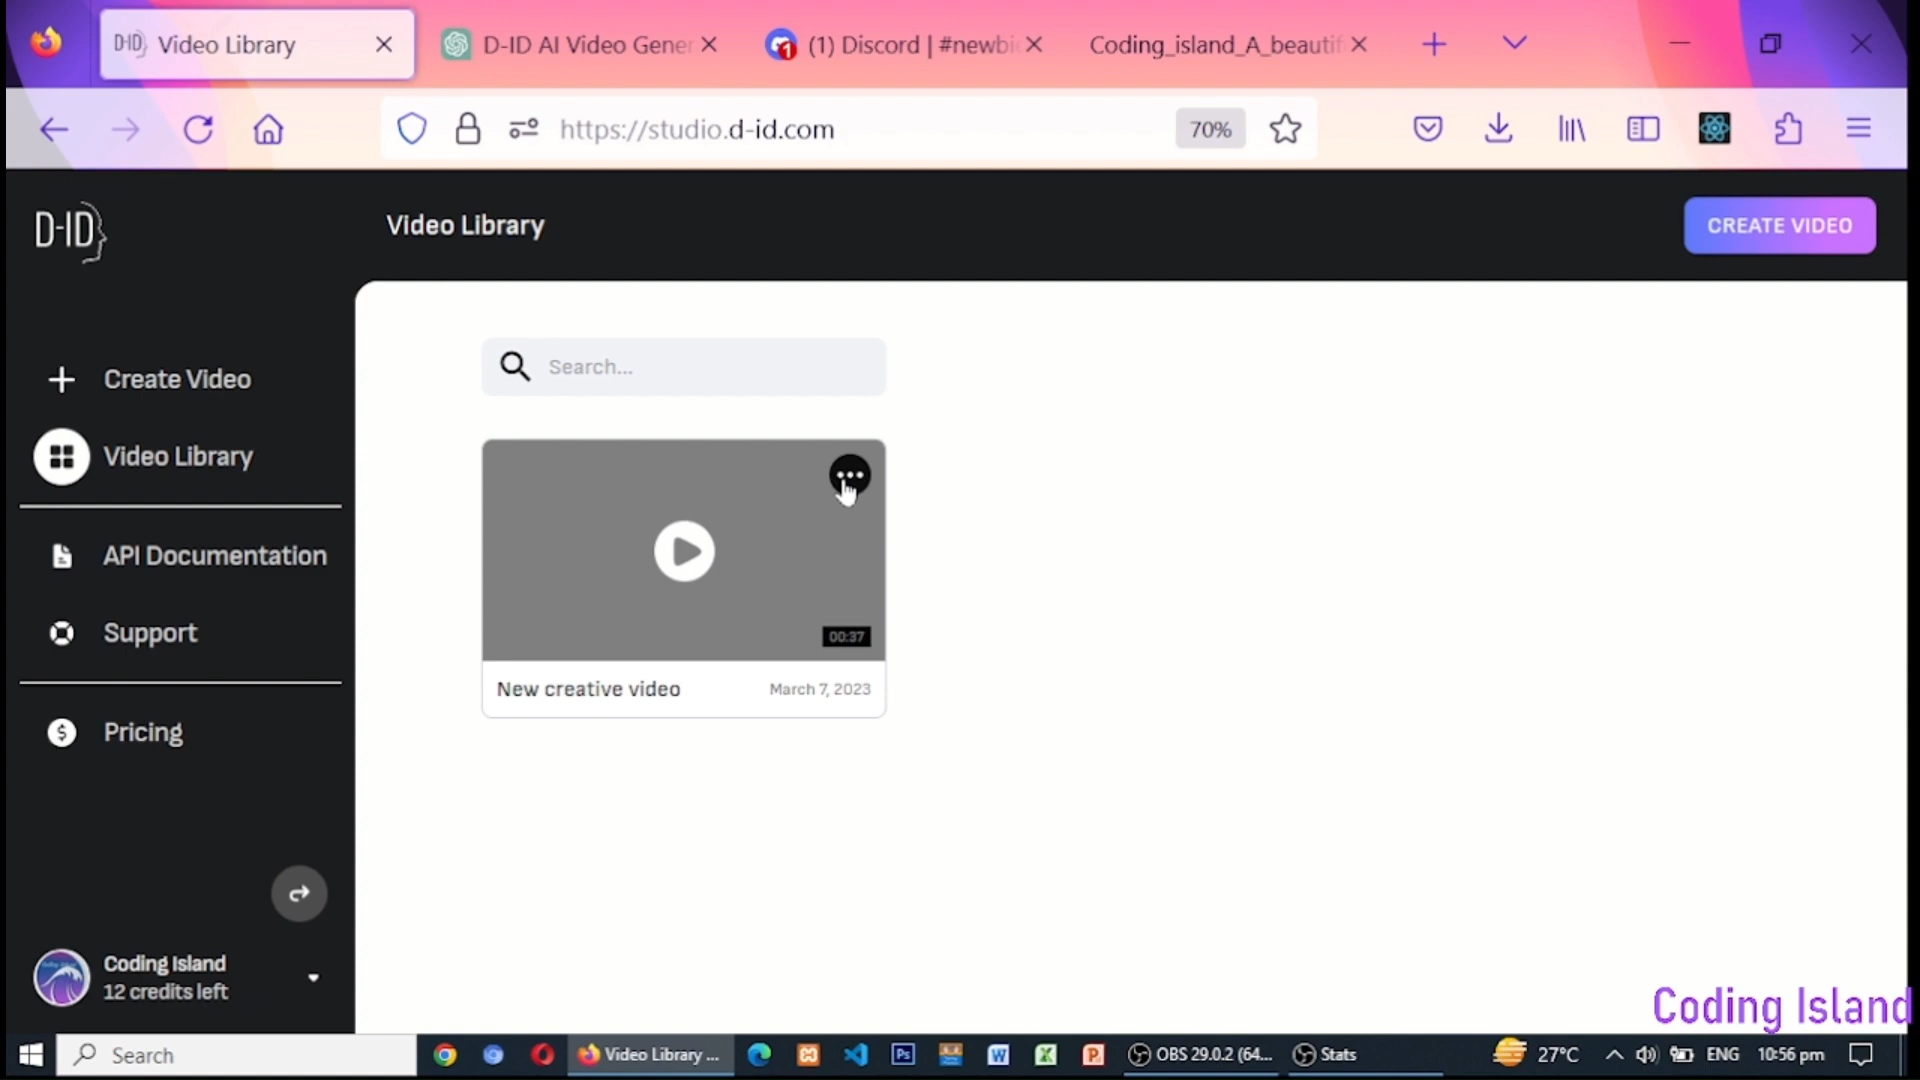 D-ID Video Library
D-ID AI Video Gener
(1) Discord | #newbi
Coding_island_A_beautif
https://studio.d-id.com
70%
D-ID
Video Library
CREATE VIDEO
Create Video
Video Library
API Documentation
Support
Pricing
Search...
00:37
New creative video
March 7, 2023
Coding Island
12 credits left
Coding Island
Search
Video Library ...
Ps
W
X
P
OBS 29.0.2 (64...
Stats
27°C
ENG
10:56 pm